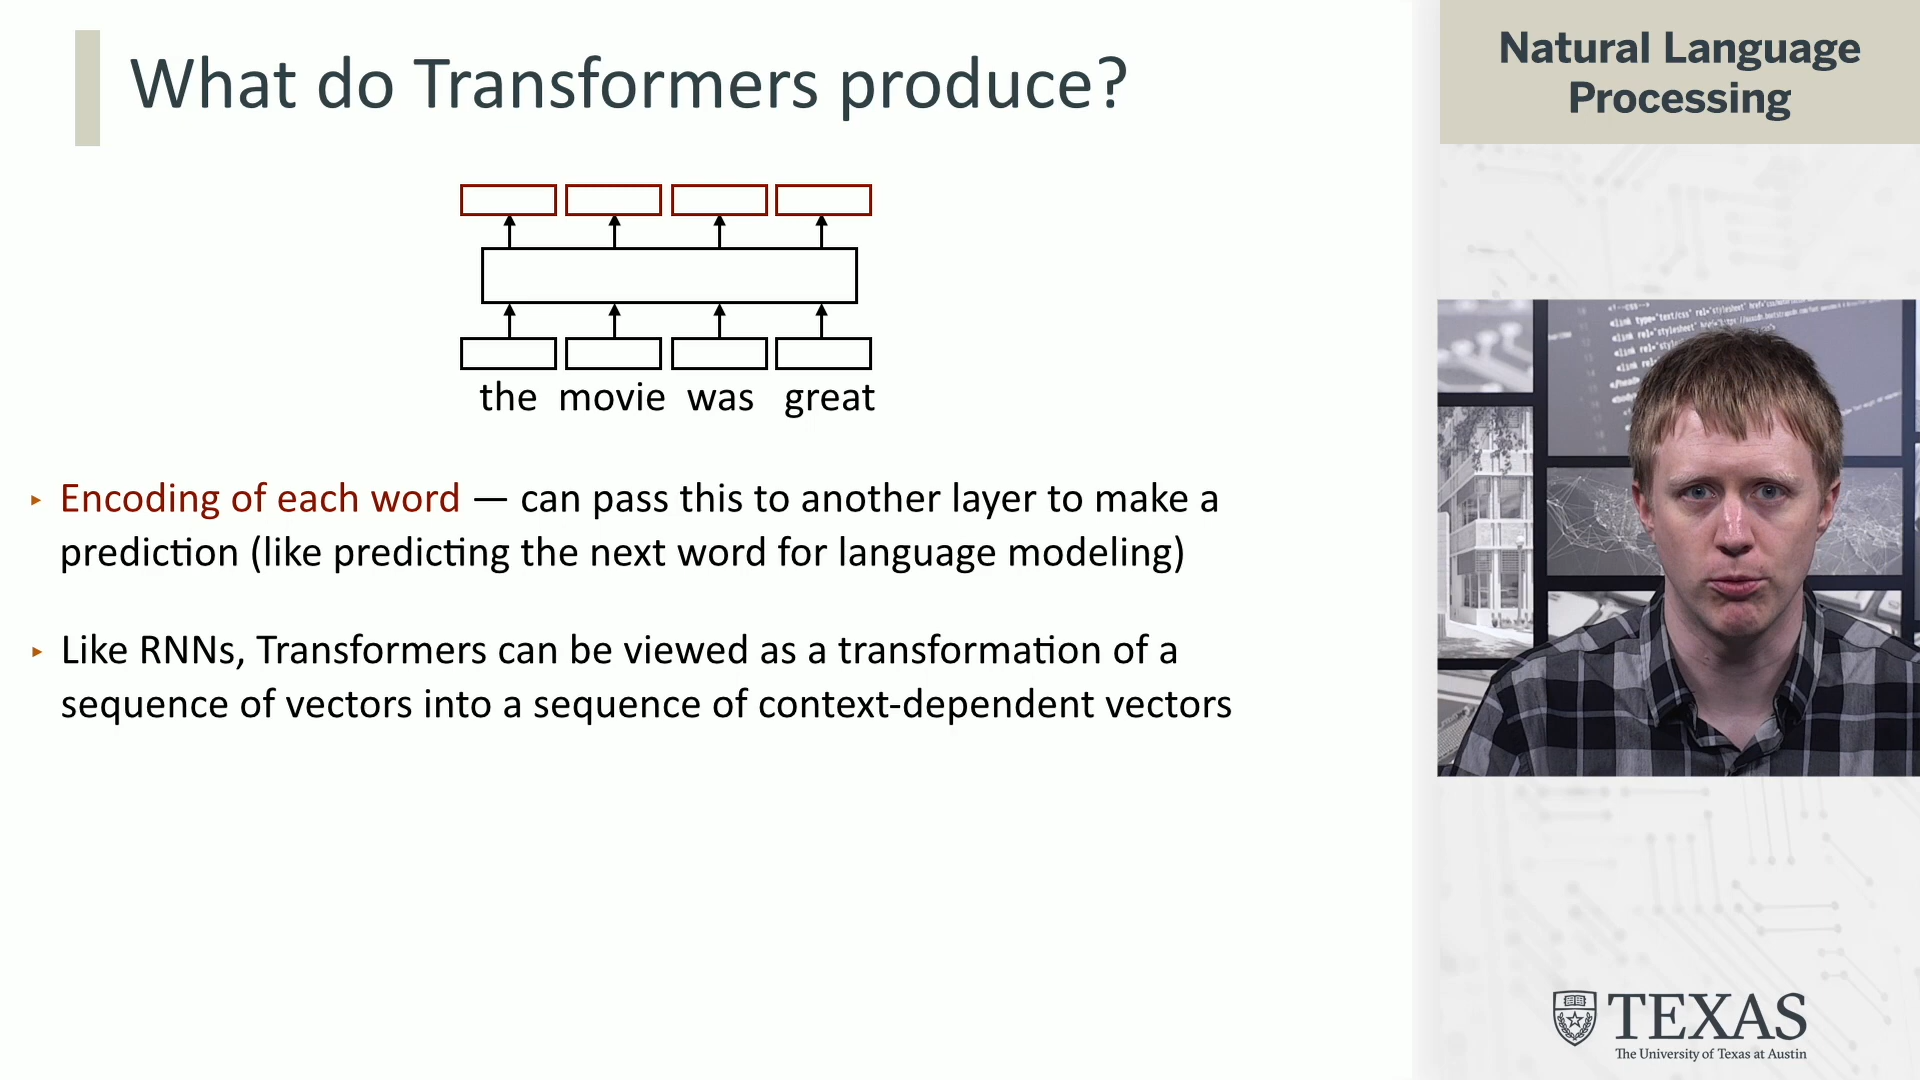 What do Transformers produce?
Natural Language
Processing
the movie was great
▸ Encoding of each word — can pass this to another layer to make a
prediction (like predicting the next word for language modeling)
▸ Like RNNs, Transformers can be viewed as a transformation of a
sequence of vectors into a sequence of context-dependent vectors
TEXAS
The University of Texas at Austin